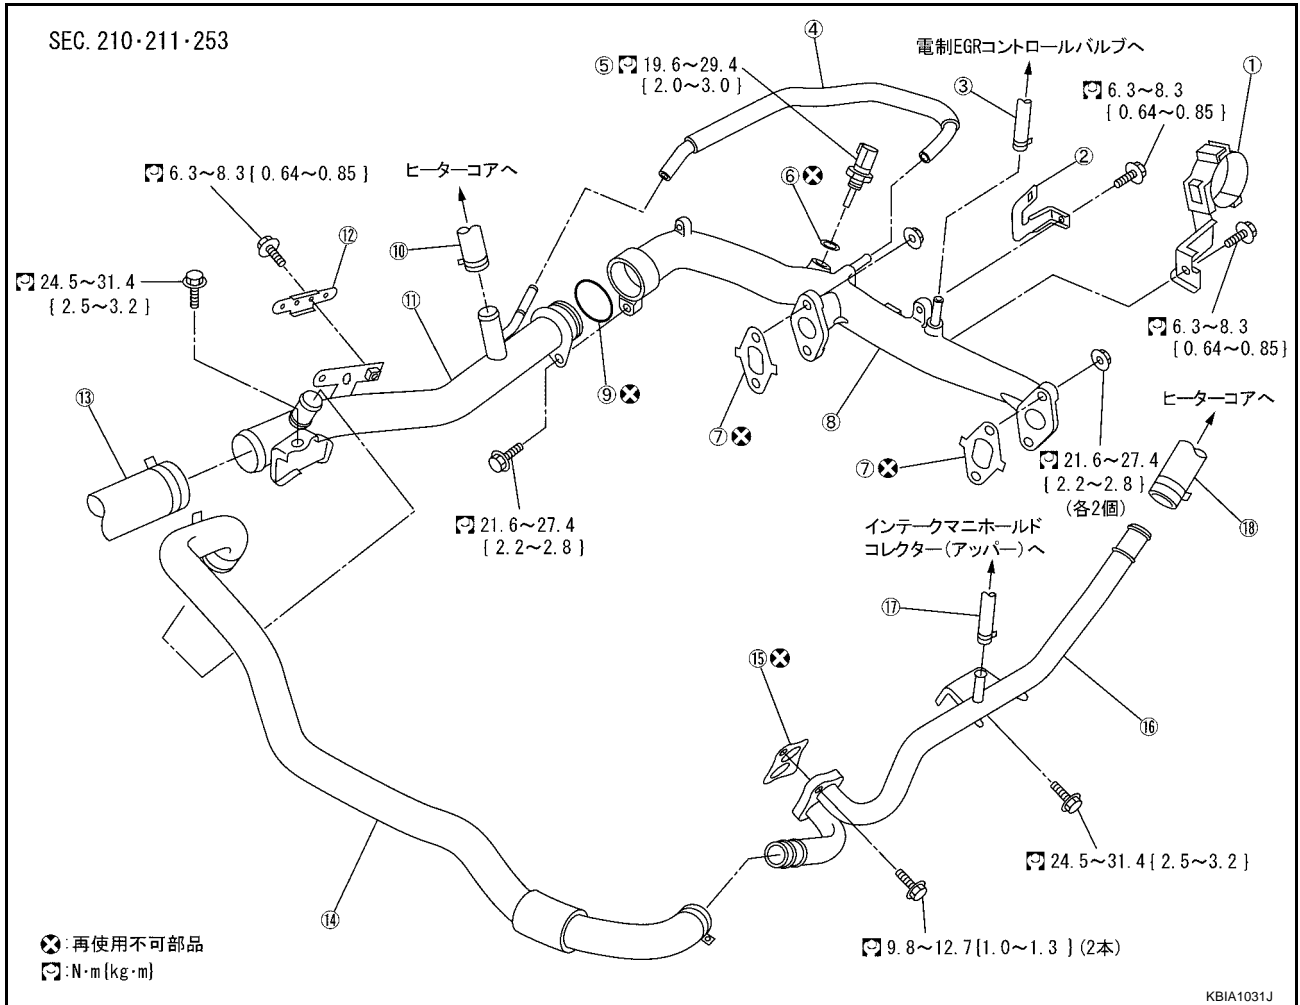 SEC. 210・211・253
④
電制EGRコントロールバルブへ
①
⑤ 19.6～29.4
{ 2.0～3.0 }
③
6.3～8.3
{ 0.64～0.85 }
②
6.3～8.3{ 0.64～0.85 }
ヒーターコアへ
⑥
⑫
⑩
24.5～31.4
{ 2.5～3.2 }
⑪
6.3～8.3
{ 0.64～0.85 }
⑬
⑨
⑦
⑧
ヒーターコアへ
⑦
21.6～27.4
{ 2.2～2.8 }
(各2個)
21.6～27.4
{ 2.2～2.8 }
インテークマニホールド
コレクター(アッパー)へ
⑱
⑰
⑮
⑯
24.5～31.4{ 2.5～3.2 }
⑭
9.8～12.7{1.0～1.3 }(2本)
:再使用不可部品
:N・m{kg・m}
KBIA1031J